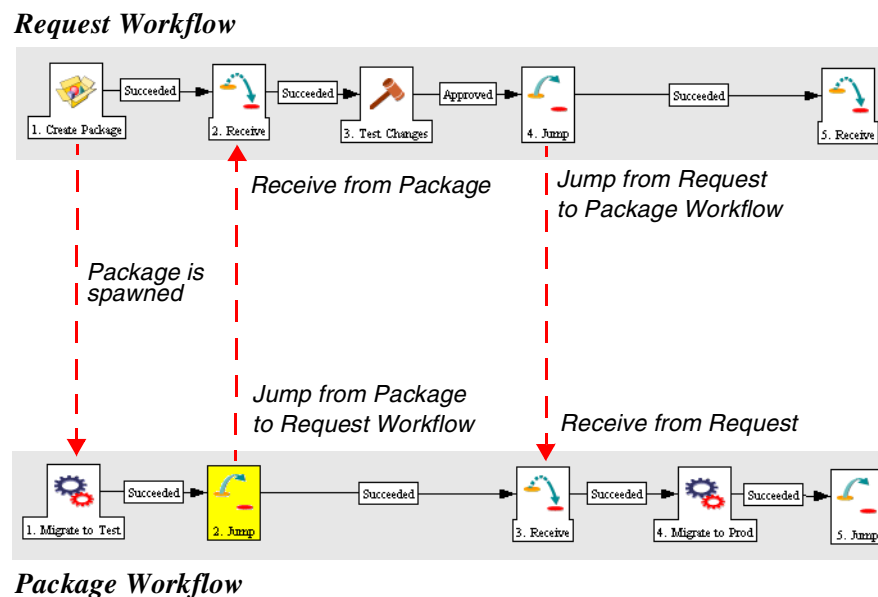 Request Workflow
Succeeded
Succeeded
Approved
Succeeded
1. Create Package
2. Receive
3. Test Changes
4. Jump
5. Receive
Receive from Package
Jump from Request
to Package Workflow
Package is
spawned
Jump from Package
to Request Workflow
Receive from Request
Succeeded
Succeeded
Succeeded
Succeeded
1. Migrate to Test
2. Jump
3. Receive
4. Migrate to Prod
5. Jump
Package Workflow